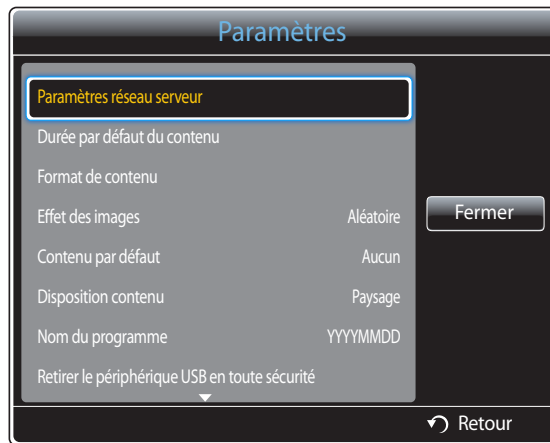 Paramètres
Paramètres réseau serveur
Durée par défaut du contenu
Format de contenu
Effet des images Aléatoire
Contenu par défaut Aucun
Disposition contenu Paysage
Nom du programme YYYYMMDD
Retirer le périphérique USB en toute sécurité
Fermer
Retour